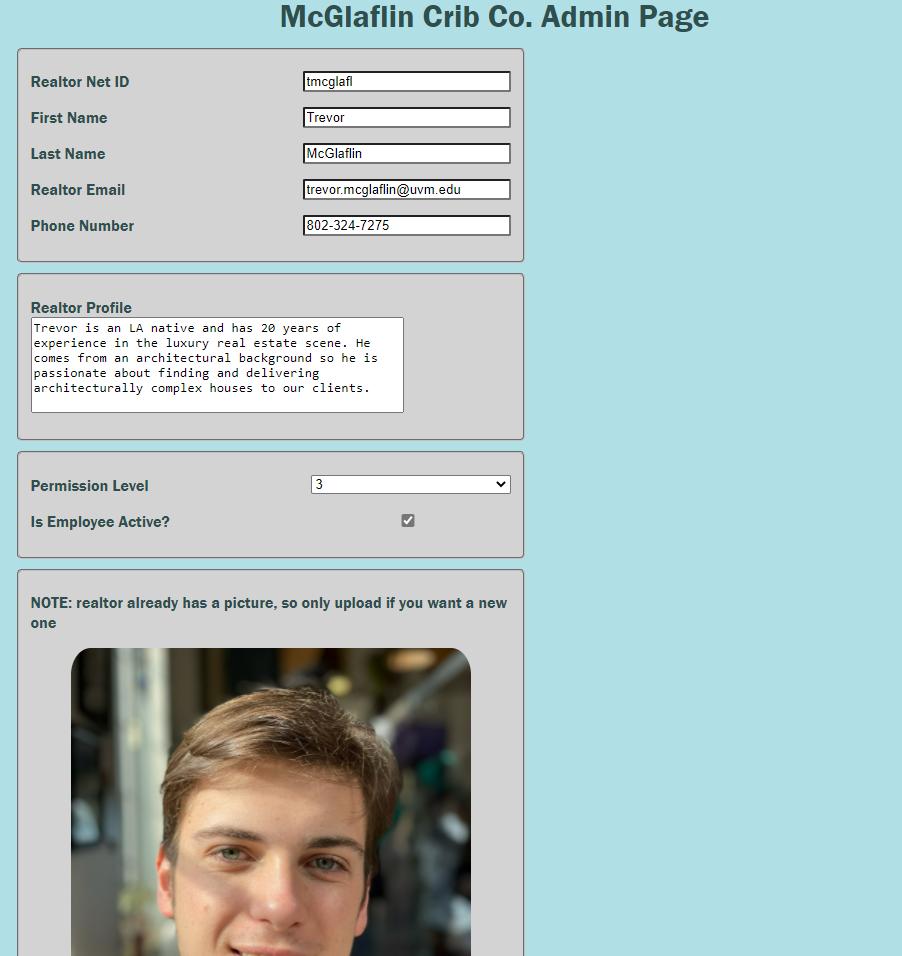 McGlaflin Crib Co. Admin Page
Realtor Net ID tmcglafl
First Name Trevor
Last Name McGlaflin
Realtor Email trevor.mcglaflin@uvm.edu
Phone Number 802-324-7275
Realtor Profile
Trevor is an LA native and has 20 years of
experience in the luxury real estate scene. He
comes from an architectural background so he is
passionate about finding and delivering
architecturally complex houses to our clients.
Permission Level 3
Is Employee Active?
NOTE: realtor already has a picture, so only upload if you want a new
one